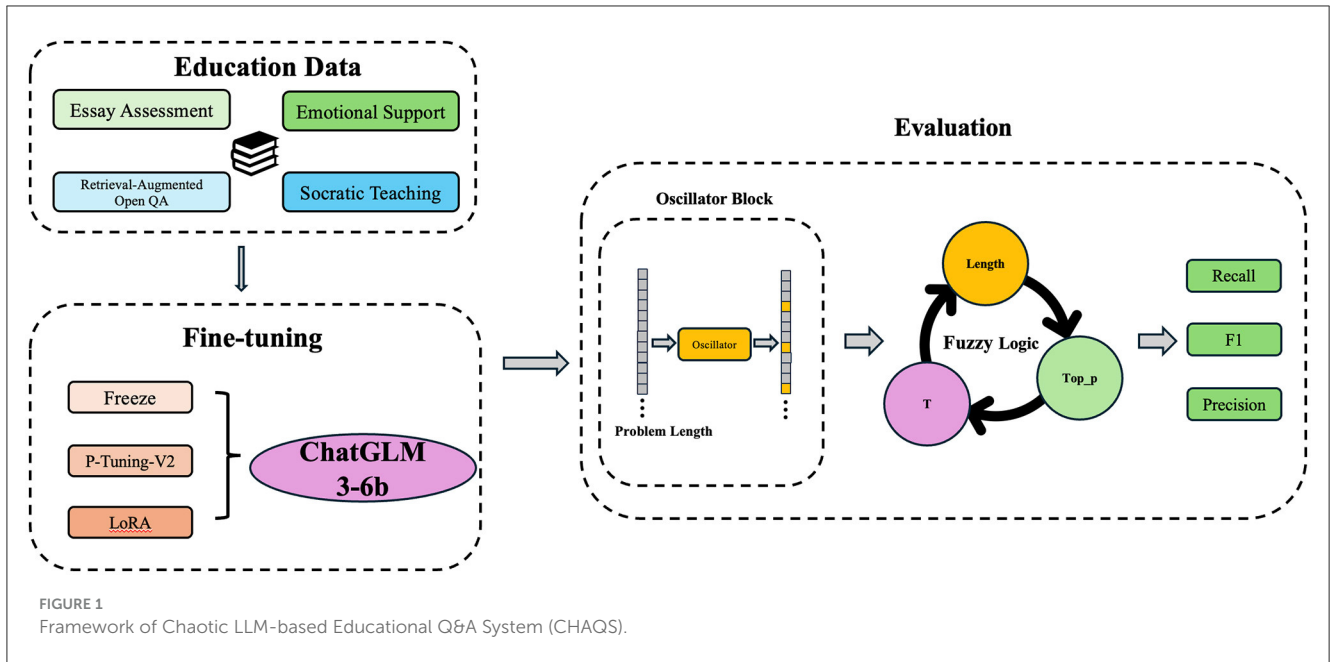 Education Data
Essay Assessment
Emotional Support
Retrieval-Augmented
Open QA
Socratic Teaching
Fine-tuning
Freeze
P-Tuning-V2
LoRA
ChatGLM
3-6b
Evaluation
Oscillator Block
Oscillator
Problem Length
Length
Fuzzy Logic
Top_p
T
Recall
F1
Precision
FIGURE 1
Framework of Chaotic LLM-based Educational Q&A System (CHAQS).